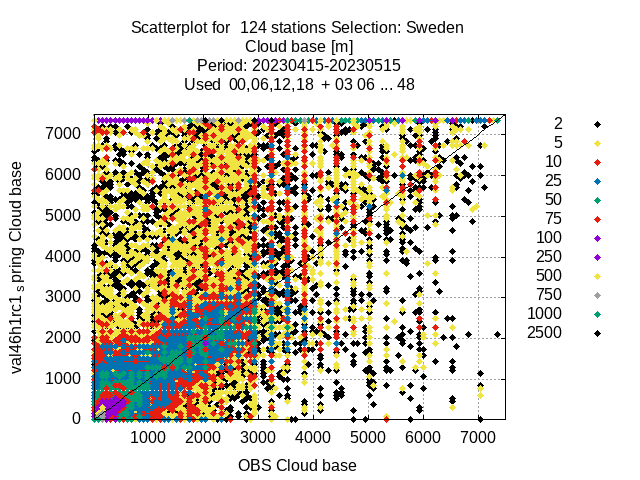 Scatterplot for 124 stations Selection: Sweden
Cloud base [m]
Period: 20230415-20230515
Used 00,06,12,18 + 03 06 ... 48
val46h1rc1 s pring Cloud base
7000
6000
5000
4000
3000
2000
1000
0
1000 2000 3000 4000 5000 6000 7000
OBS Cloud base
2
5
10
25
50
75
100
250
500
750
1000
2500